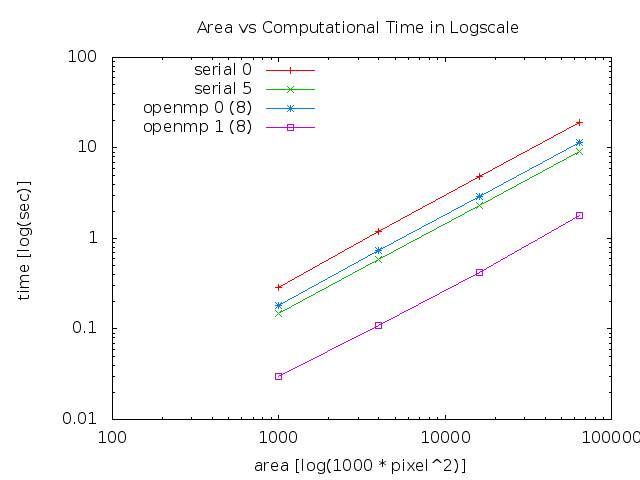 Area vs Computational Time in Logscale
100
10
1
0.1
0.01
time [log(sec)]
serial 0
serial 5
openmp 0 (8)
openmp 1 (8)
100
1000
10000
100000
area [log(1000 * pixel^2)]